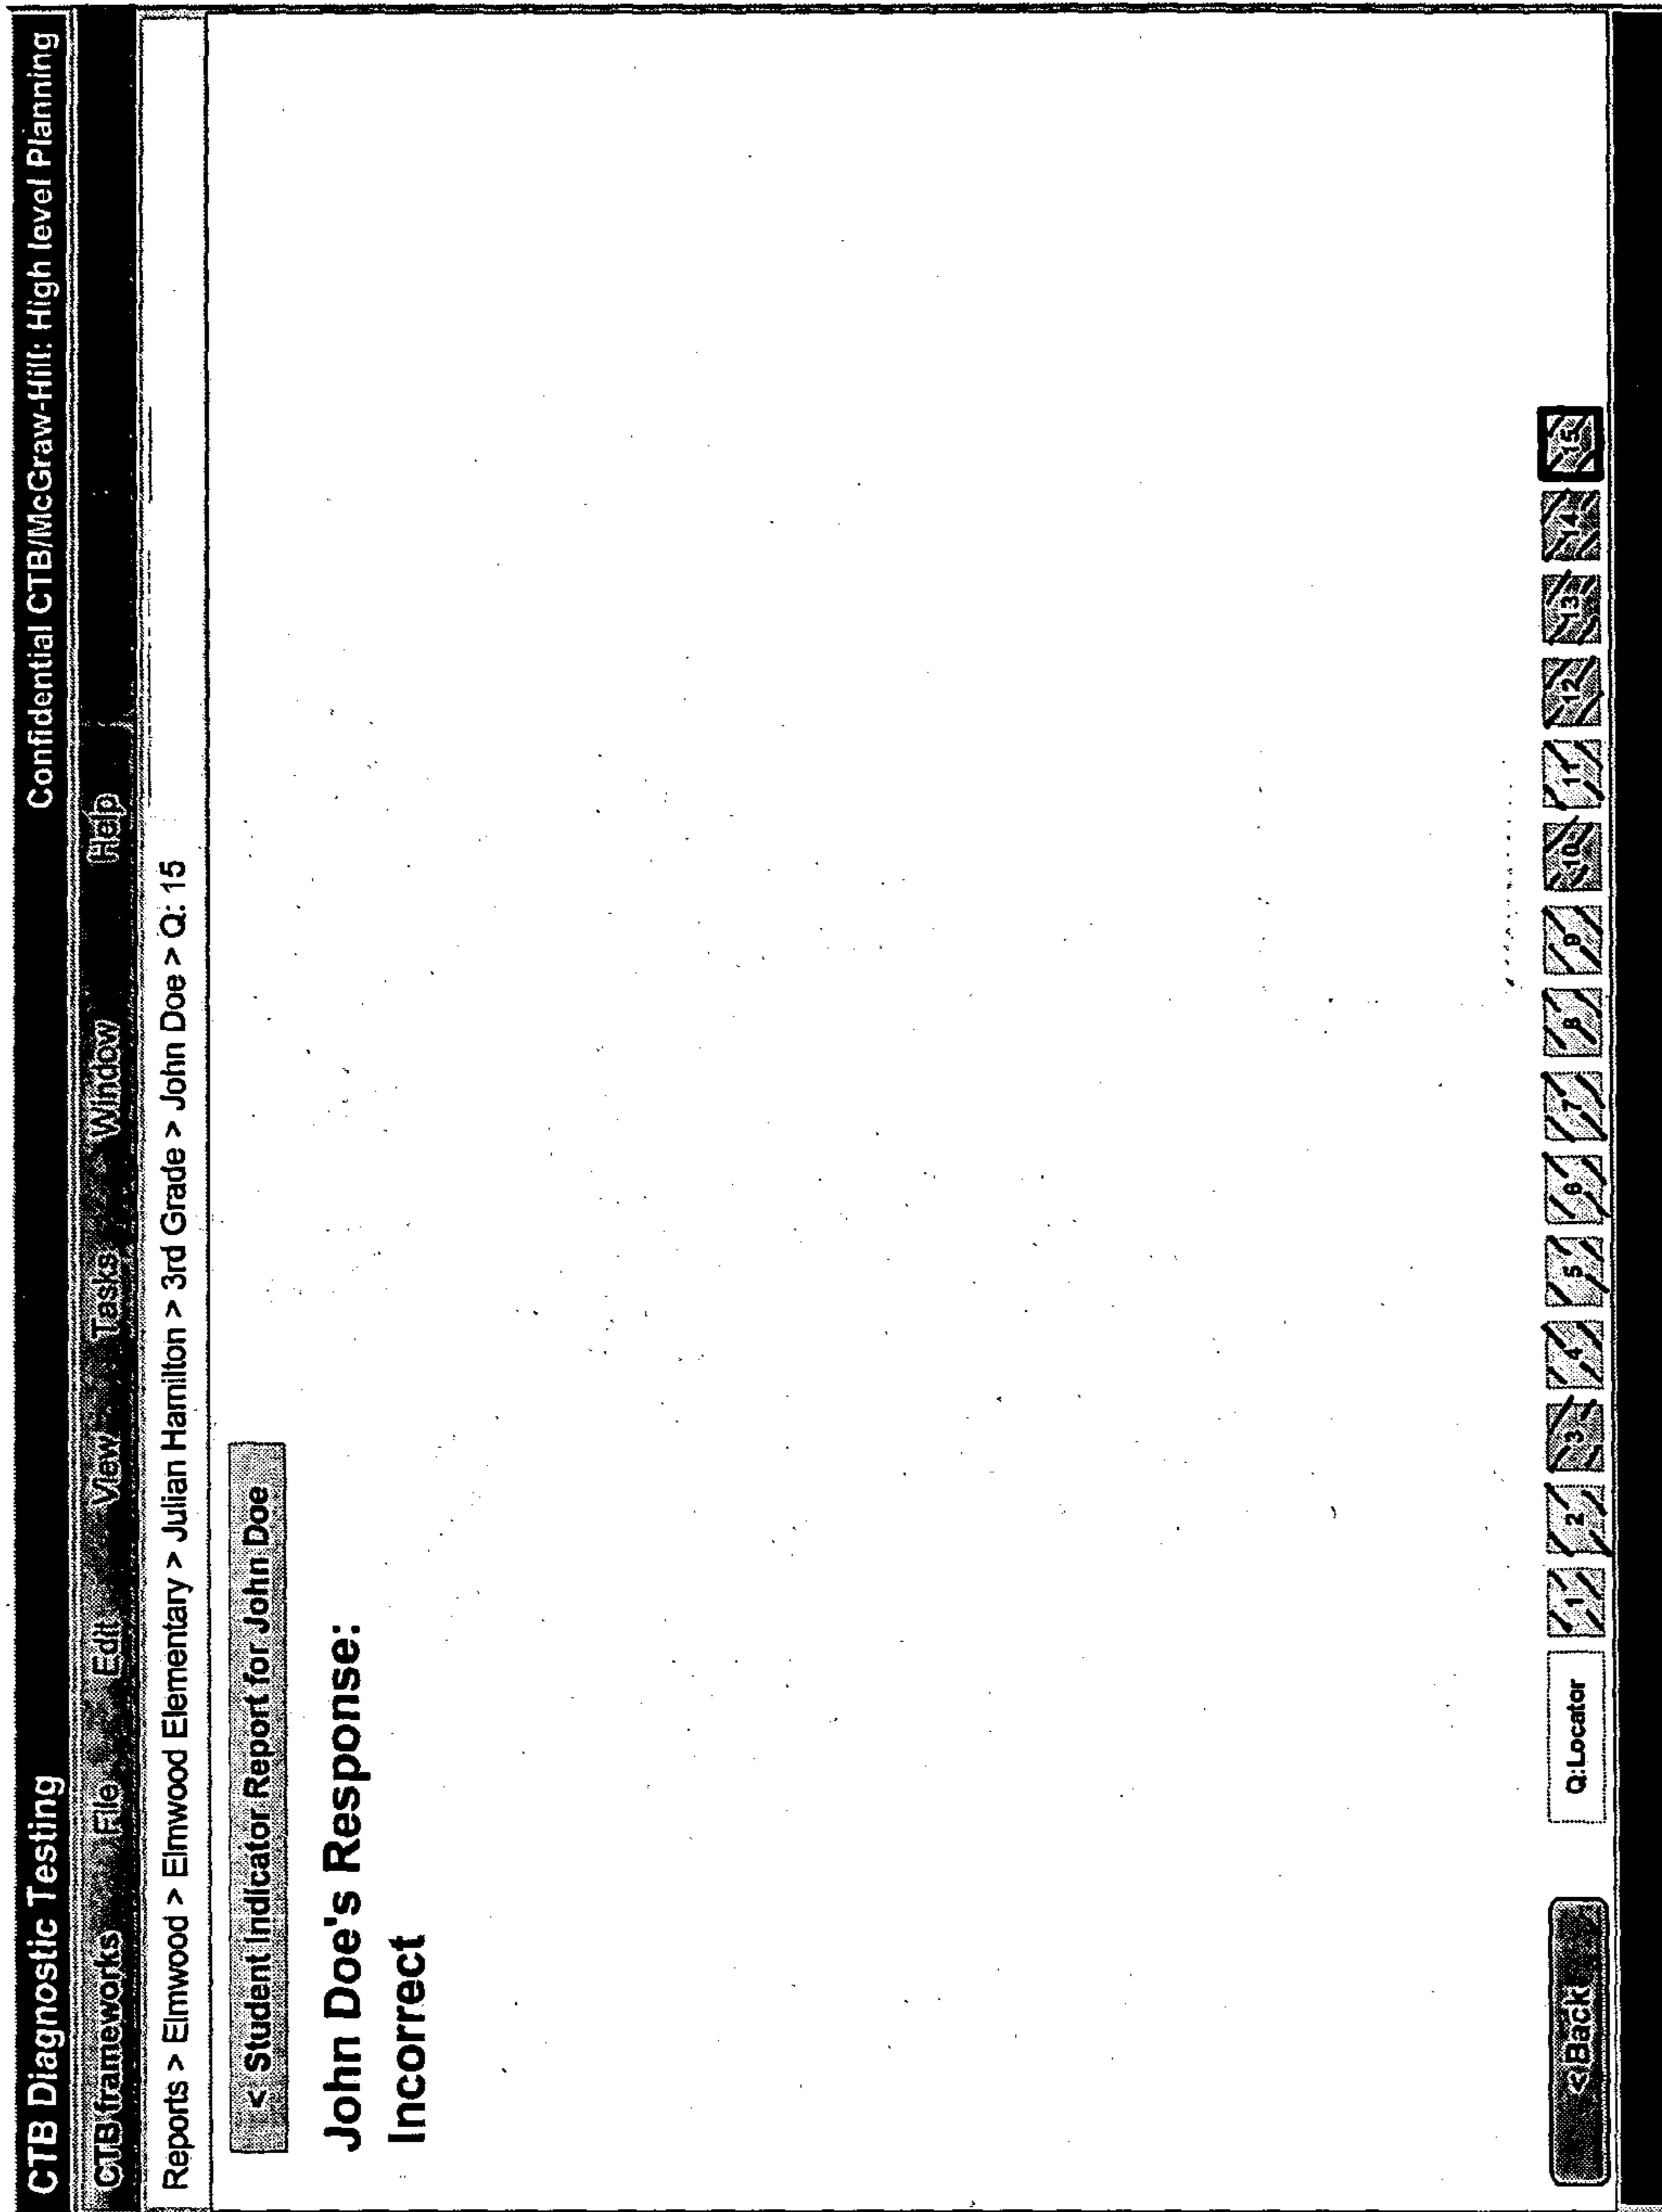 CTB Diagnostic Testing Confidential CTB/McGraw-Hill: High level Planning
CTB frameworks File Edit View Tasks Window Help
Reports > Elmwood > Elmwood Elementary > Julian Hamilton > 3rd Grade > John Doe > Q: 15
< Student Indicator Report for John Doe
John Doe's Response:
Incorrect
< Back Q:Locator 1 2 3 4 5 6 7 8 9 10 11 12 13 14 15